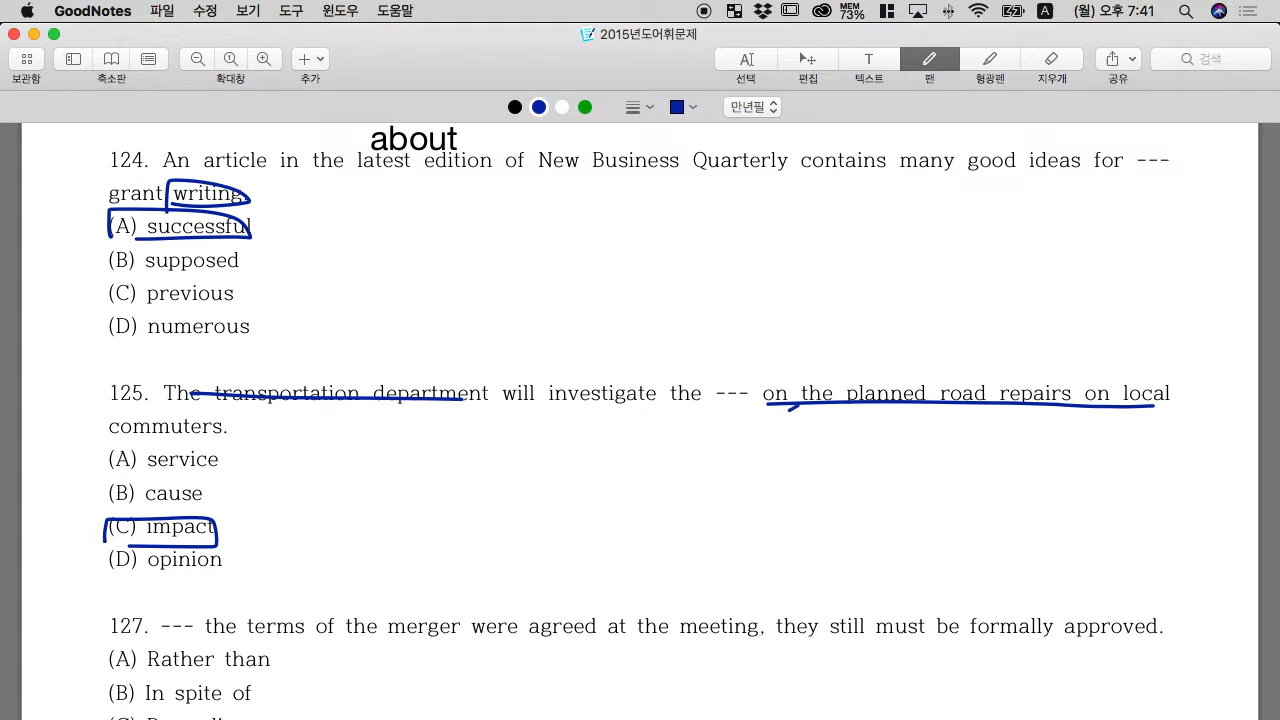 GoodNotes 파일 수정 보기 도구 윈도우 도움말 MEM 73% A (월) 오후 7:41
2015년도어휘문제
AI T 검색
보관함 축소판 확대창 추가 선택 편집 텍스트 펜 형광펜 지우개 공유
만년필
about
124. An article in the latest edition of New Business Quarterly contains many good ideas for ---
grant writing.
(A) successful
(B) supposed
(C) previous
(D) numerous
125. The transportation department will investigate the --- on the planned road repairs on local
commuters.
(A) service
(B) cause
(C) impact
(D) opinion
127. --- the terms of the merger were agreed at the meeting, they still must be formally approved.
(A) Rather than
(B) In spite of